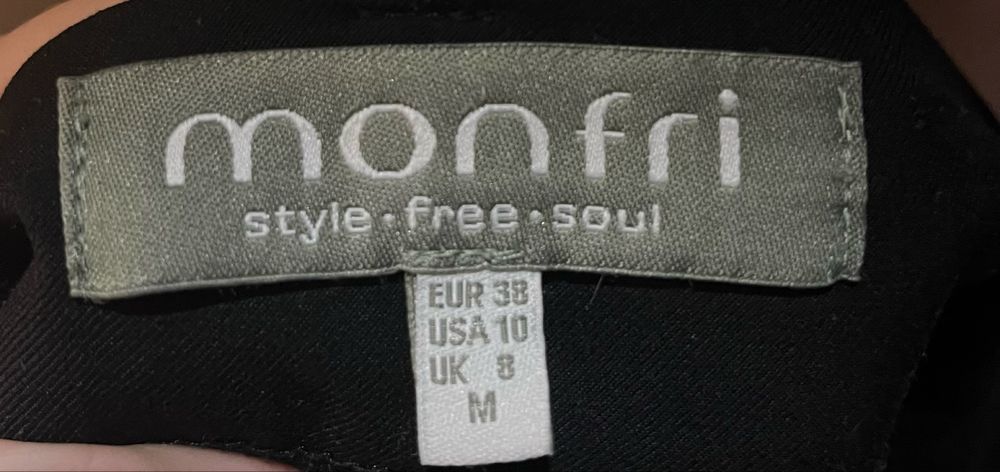 monfri
style·free·soul
EUR 38
USA 10
UK 8
M